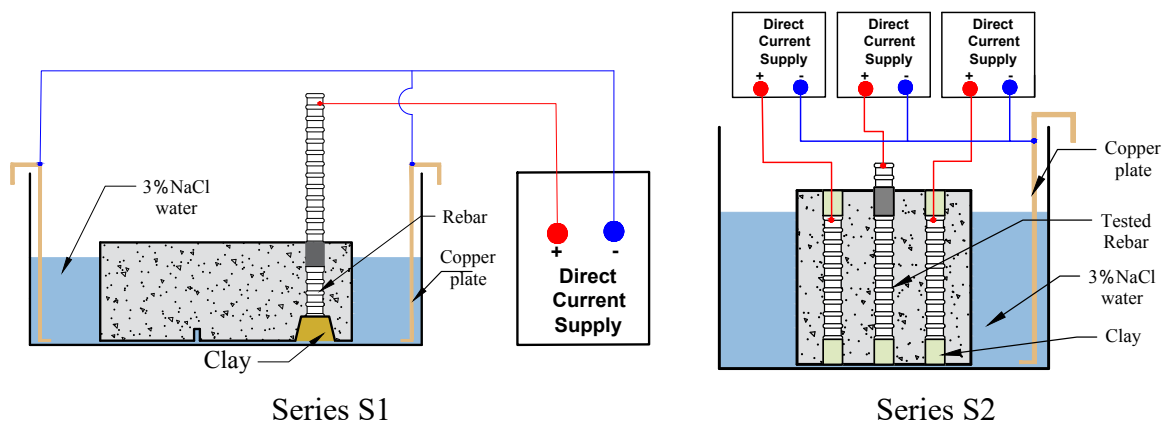 3%NaCl
water
Rebar
Copper
plate
Clay
+ -
Direct
Current
Supply
Series S1
Direct
Current
Supply
+ -
Direct
Current
Supply
+ -
Direct
Current
Supply
+ -
Copper
plate
Tested
Rebar
3%NaCl
water
Clay
Series S2